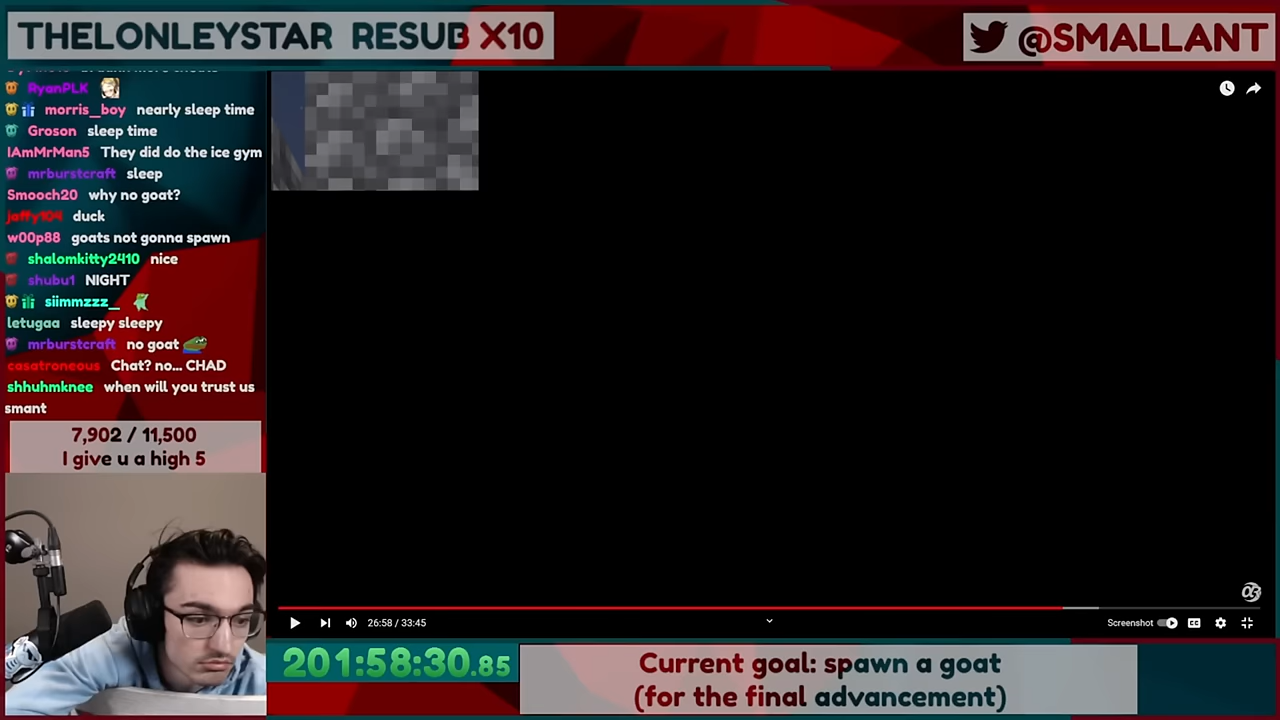 THELONLEYSTAR RESUB X10
@SMALLANT
RyanPLK
morris_boy nearly sleep time
Groson sleep time
IAmMrMan5 They did do the ice gym
mrburstcraft sleep
Smooch20 why no goat?
jaffy104 duck
w00p88 goats not gonna spawn
shalomkitty2410 nice
shubu1 NIGHT
siimmzzz_
letugaa sleepy sleepy
mrburstcraft no goat
casatroneous Chat? no... CHAD
shhuhmknee when will you trust us
smant
7,902 / 11,500
I give u a high 5
26:58 / 33:45
Screenshot
CC
201:58:30.85
Current goal: spawn a goat
(for the final advancement)